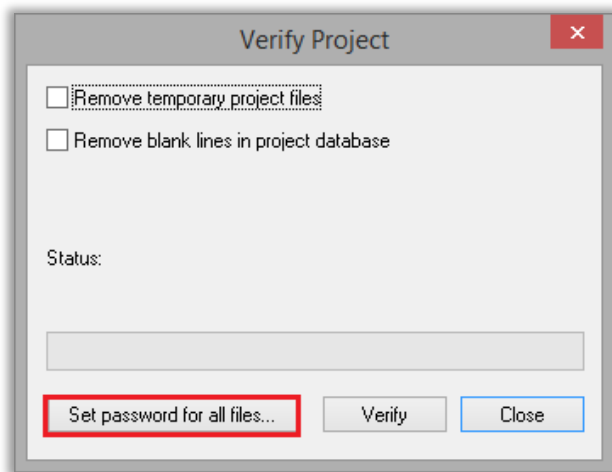 Verify Project
Remove temporary project files
Remove blank lines in project database
Status:
Set password for all files... Verify Close